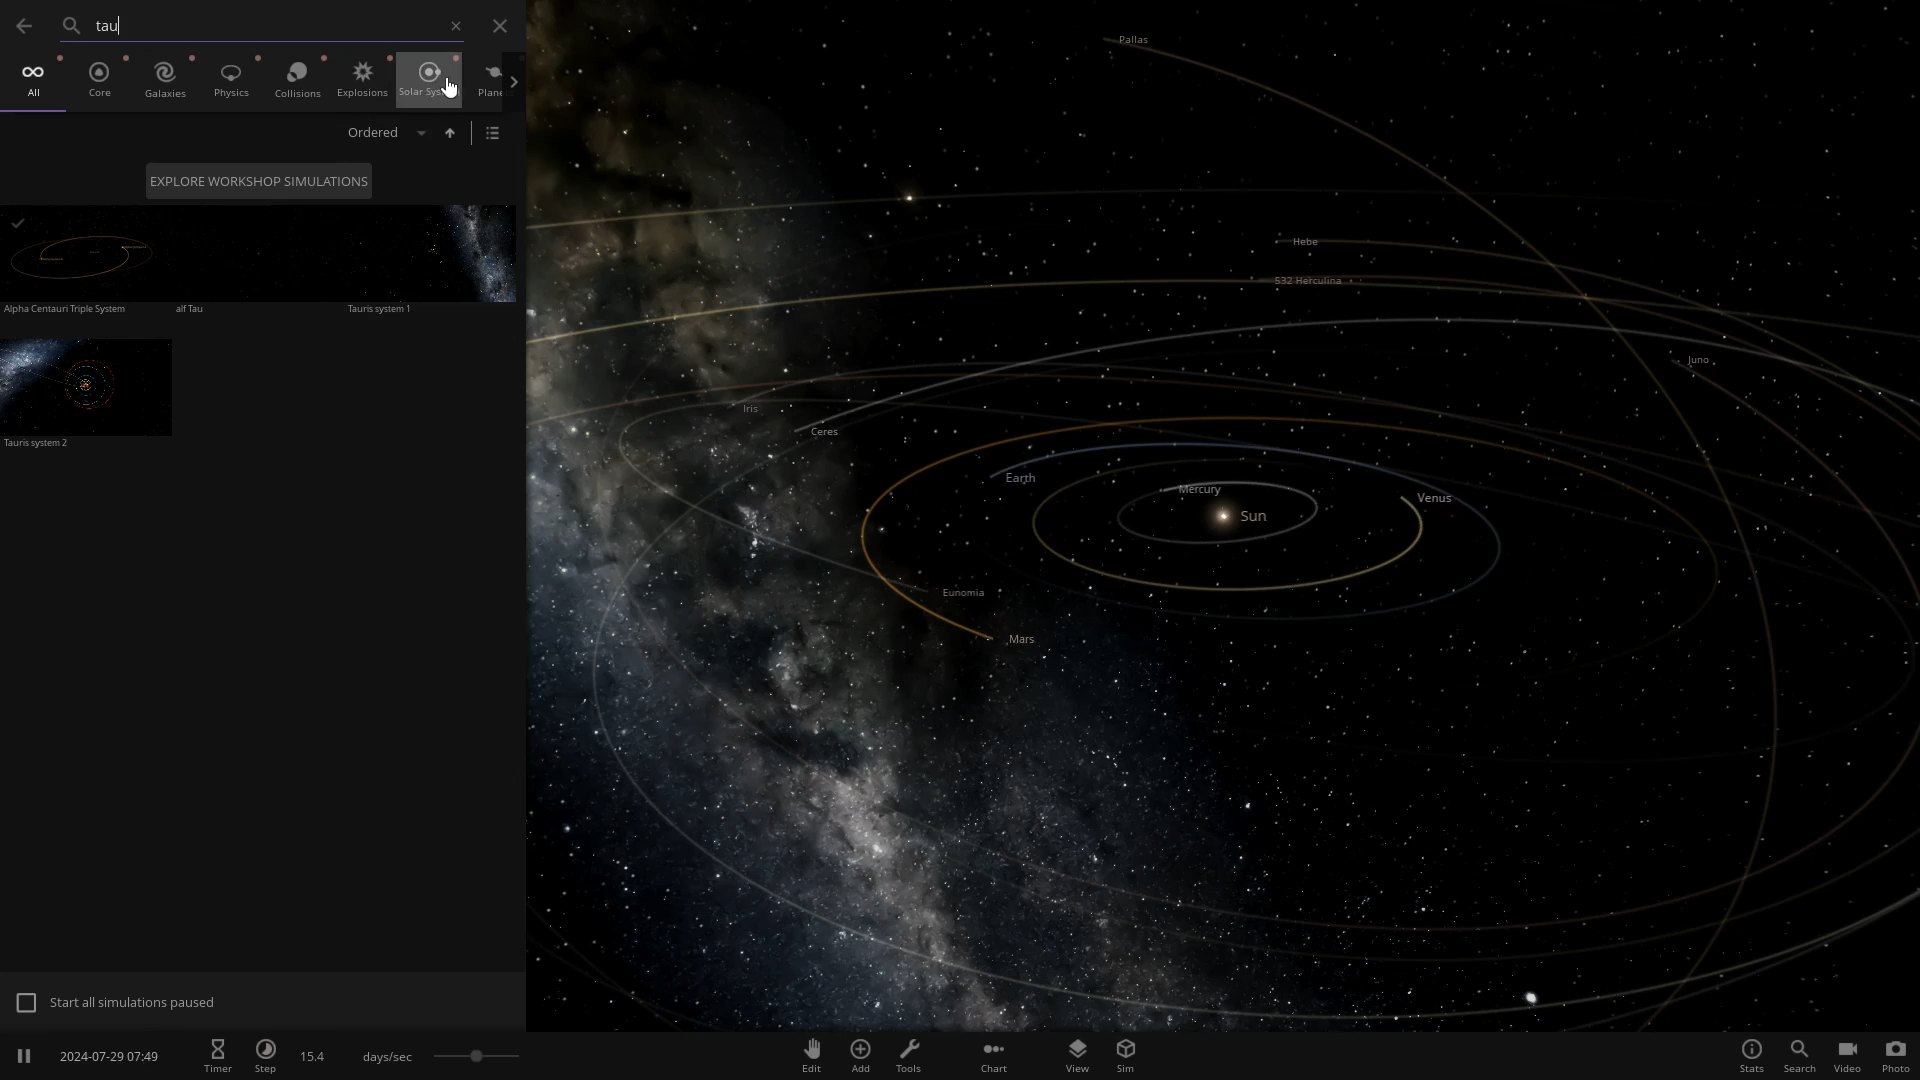 tau
All
Core
Galaxies
Physics
Collisions
Explosions
Solar Sys
Plane
Ordered
EXPLORE WORKSHOP SIMULATIONS
Alpha Centauri Triple System
alf Tau
Tauris system 1
Tauris system 2
Start all simulations paused
Pallas
Hebe
532 Herculina
Juno
Iris
Ceres
Earth
Mercury
Venus
Sun
Eunomia
Mars
2024-07-29 07:49
Timer
Step
15.4 days/sec
Edit
Add
Tools
Chart
View
Sim
Stats
Search
Video
Photo